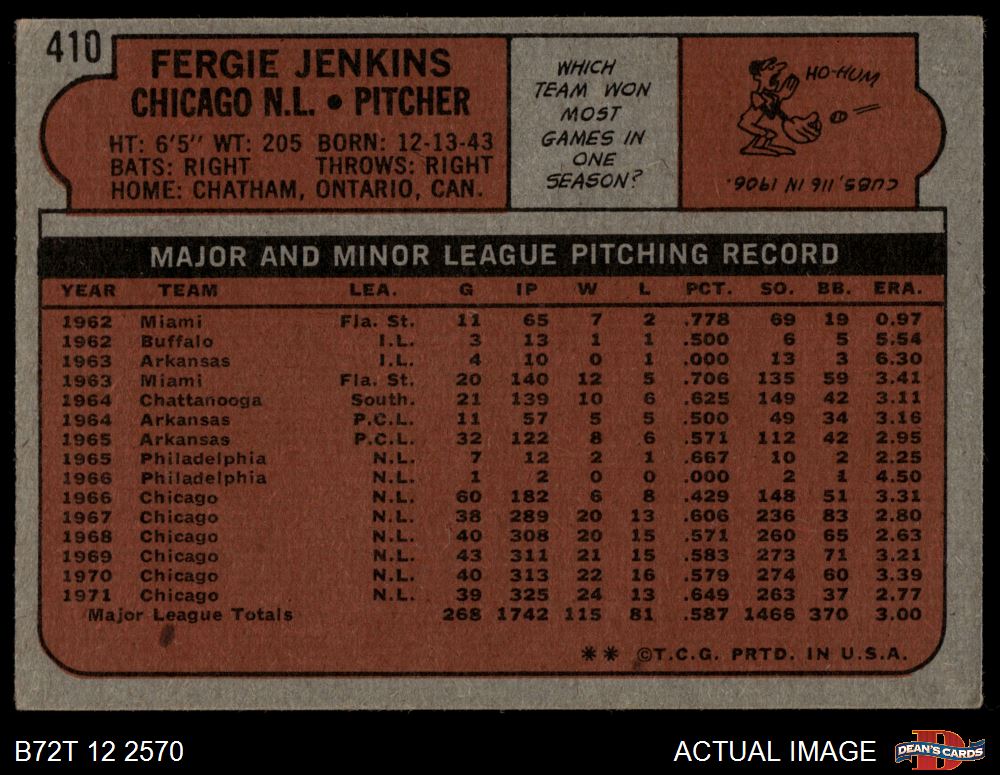 410
FERGIE JENKINS
CHICAGO N.L. • PITCHER
HT: 6'5" WT: 205 BORN: 12-13-43
BATS: RIGHT THROWS: RIGHT
HOME: CHATHAM, ONTARIO, CAN.
WHICH
TEAM WON
MOST
GAMES IN
ONE
SEASON?
HO-HUM
CUBS, 116 IN 1906.
MAJOR AND MINOR LEAGUE PITCHING RECORD
YEAR TEAM LEA. G IP W L PCT. SO. BB. ERA.
1962 Miami Fla. St. 11 65 7 2 .778 69 19 0.97
1962 Buffalo I.L. 3 13 1 1 .500 6 5 5.54
1963 Arkansas I.L. 4 10 0 1 .000 13 3 6.30
1963 Miami Fla. St. 20 140 12 5 .706 135 59 3.41
1964 Chattanooga South. 21 139 10 6 .625 149 42 3.11
1964 Arkansas P.C.L. 11 57 5 5 .500 49 34 3.16
1965 Arkansas P.C.L. 32 122 8 6 .571 112 42 2.95
1965 Philadelphia N.L. 7 12 2 1 .667 10 2 2.25
1966 Philadelphia N.L. 1 2 0 0 .000 2 1 4.50
1966 Chicago N.L. 60 182 6 8 .429 148 51 3.31
1967 Chicago N.L. 38 289 20 13 .606 236 83 2.80
1968 Chicago N.L. 40 308 20 15 .571 260 65 2.63
1969 Chicago N.L. 43 311 21 15 .583 273 71 3.21
1970 Chicago N.L. 40 313 22 16 .579 274 60 3.39
1971 Chicago N.L. 39 325 24 13 .649 263 37 2.77
Major League Totals 268 1742 115 81 .587 1466 370 3.00
** ©T.C.G. PRTD. IN U.S.A.
B72T 12 2570
ACTUAL IMAGE
DEAN'S CARDS